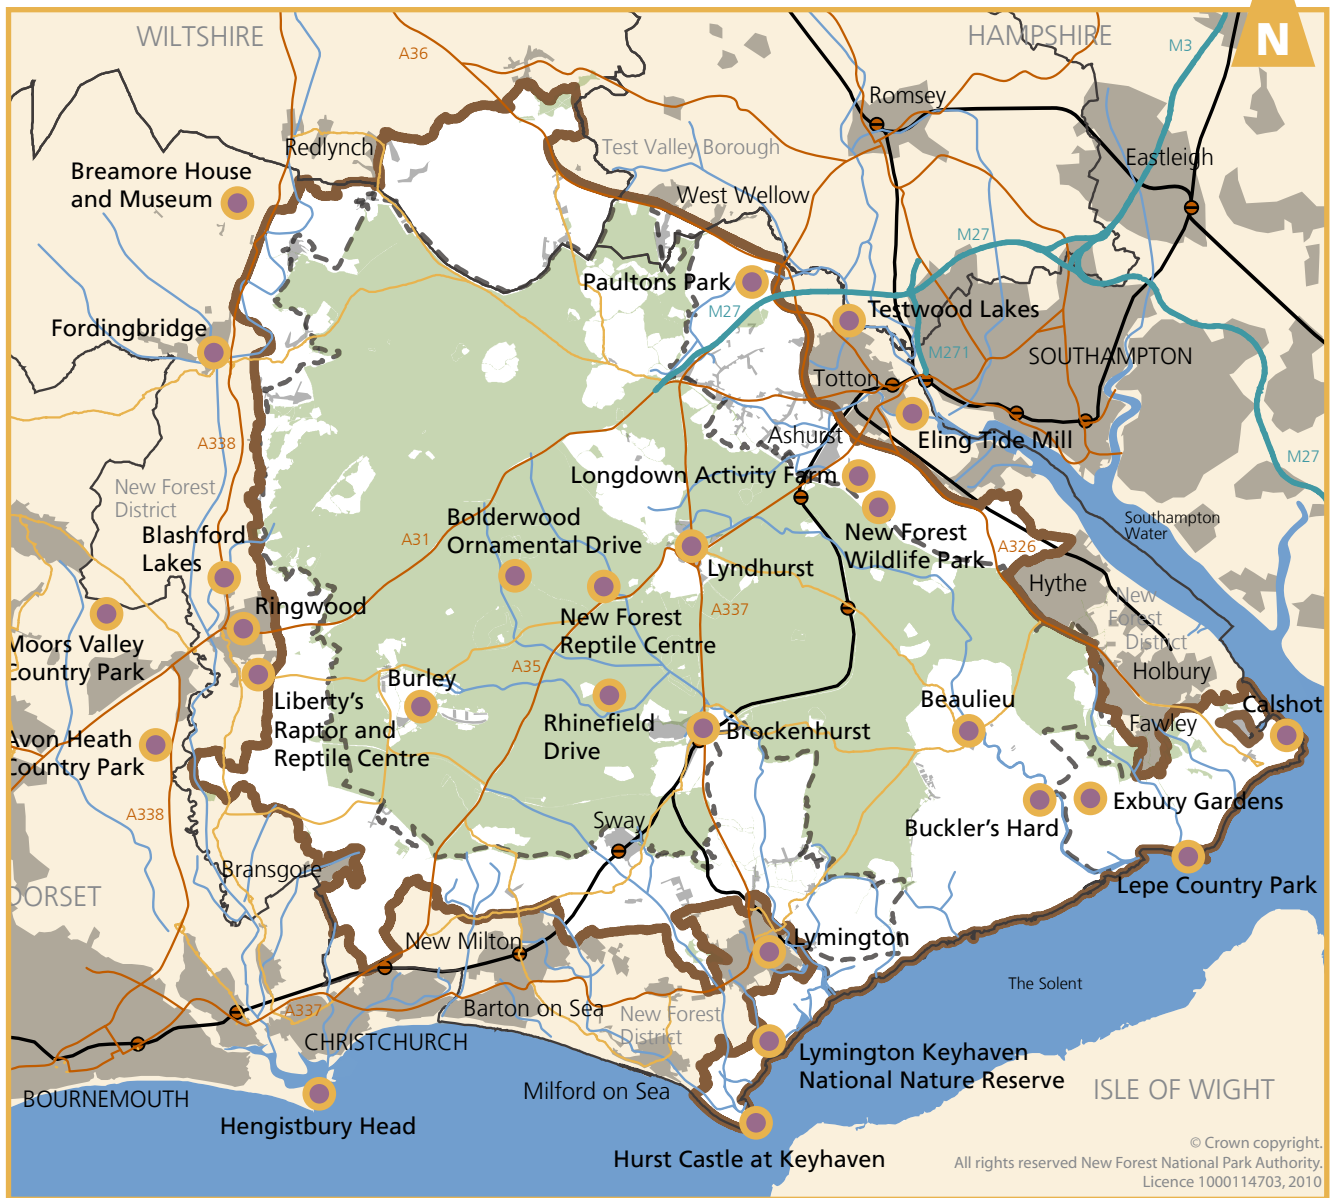 WILTSHIRE
HAMPSHIRE
N
A36
M3
Romsey
Redlynch
Test Valley Borough
Eastleigh
Breamore House
and Museum
West Wellow
M27
Paultons Park
M27
Testwood Lakes
Fordingbridge
M271
SOUTHAMPTON
Totton
A338
Ashurst
Eling Tide Mill
M27
Longdown Activity Farm
New Forest
District
Bolderwood
Ornamental Drive
Southampton
Water
Blashford
Lakes
A31
New Forest
Wildlife Park
A326
Lyndhurst
Hythe
Ringwood
A337
New
Forest
District
New Forest
Reptile Centre
Moors Valley
Country Park
A35
Holbury
Burley
Liberty's
Raptor and
Reptile Centre
Beaulieu
Calshot
Rhinefield
Drive
Brockenhurst
Fawley
Avon Heath
Country Park
Exbury Gardens
A338
Sway
Buckler's Hard
Bransgore
Lepe Country Park
DORSET
New Milton
Lymington
The Solent
A337
Barton on Sea
New Forest
District
CHRISTCHURCH
Lymington Keyhaven
National Nature Reserve
BOURNEMOUTH
Milford on Sea
ISLE OF WIGHT
Hengistbury Head
Hurst Castle at Keyhaven
© Crown copyright.
All rights reserved New Forest National Park Authority.
Licence 1000114703, 2010